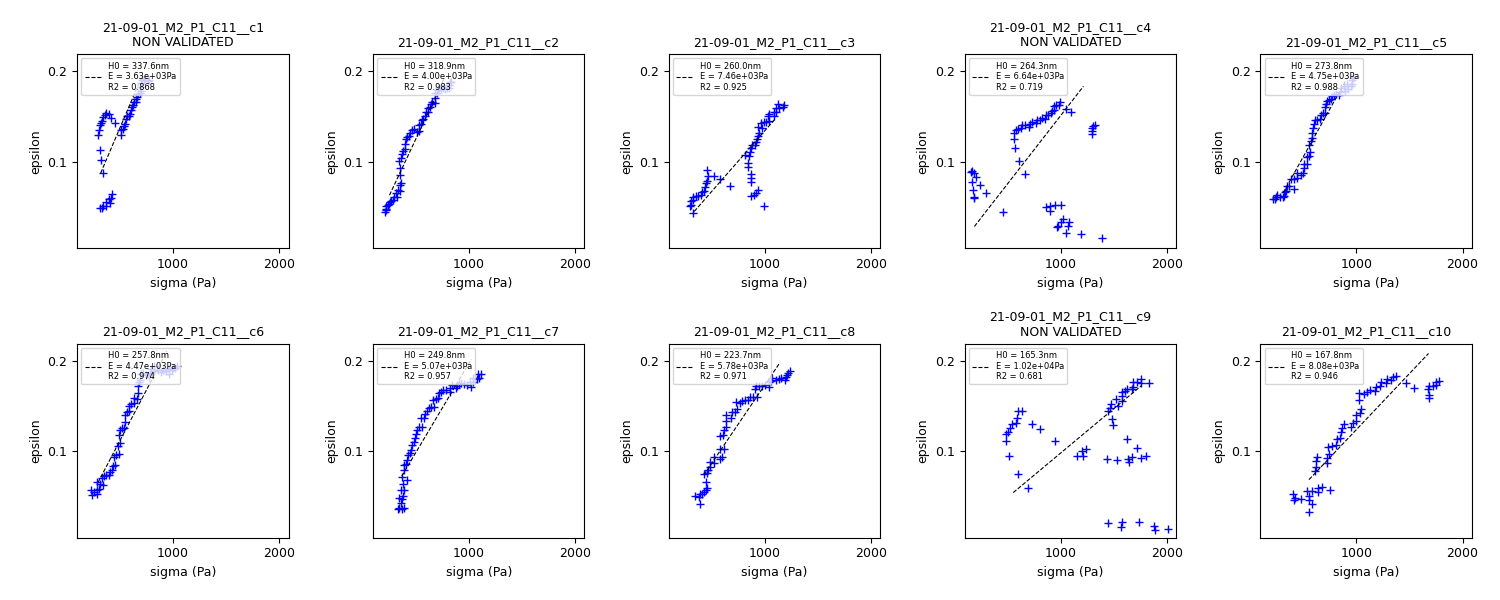 21-09-01_M2_P1_C11__c1
NON VALIDATED
H0 = 337.6nm
E = 3.63e+03Pa
R2 = 0.868
0.2
0.1
epsilon
1000 2000
sigma (Pa)
21-09-01_M2_P1_C11__c2
H0 = 318.9nm
E = 4.00e+03Pa
R2 = 0.983
0.2
0.1
epsilon
1000 2000
sigma (Pa)
21-09-01_M2_P1_C11__c3
H0 = 260.0nm
E = 7.46e+03Pa
R2 = 0.925
0.2
0.1
epsilon
1000 2000
sigma (Pa)
21-09-01_M2_P1_C11__c4
NON VALIDATED
H0 = 264.3nm
E = 6.64e+03Pa
R2 = 0.719
0.2
0.1
epsilon
1000 2000
sigma (Pa)
21-09-01_M2_P1_C11__c5
H0 = 273.8nm
E = 4.75e+03Pa
R2 = 0.988
0.2
0.1
epsilon
1000 2000
sigma (Pa)
21-09-01_M2_P1_C11__c6
H0 = 257.8nm
E = 4.47e+03Pa
R2 = 0.974
0.2
0.1
epsilon
1000 2000
sigma (Pa)
21-09-01_M2_P1_C11__c7
H0 = 249.8nm
E = 5.07e+03Pa
R2 = 0.957
0.2
0.1
epsilon
1000 2000
sigma (Pa)
21-09-01_M2_P1_C11__c8
H0 = 223.7nm
E = 5.78e+03Pa
R2 = 0.971
0.2
0.1
epsilon
1000 2000
sigma (Pa)
21-09-01_M2_P1_C11__c9
NON VALIDATED
H0 = 165.3nm
E = 1.02e+04Pa
R2 = 0.681
0.2
0.1
epsilon
1000 2000
sigma (Pa)
21-09-01_M2_P1_C11__c10
H0 = 167.8nm
E = 8.08e+03Pa
R2 = 0.946
0.2
0.1
epsilon
1000 2000
sigma (Pa)